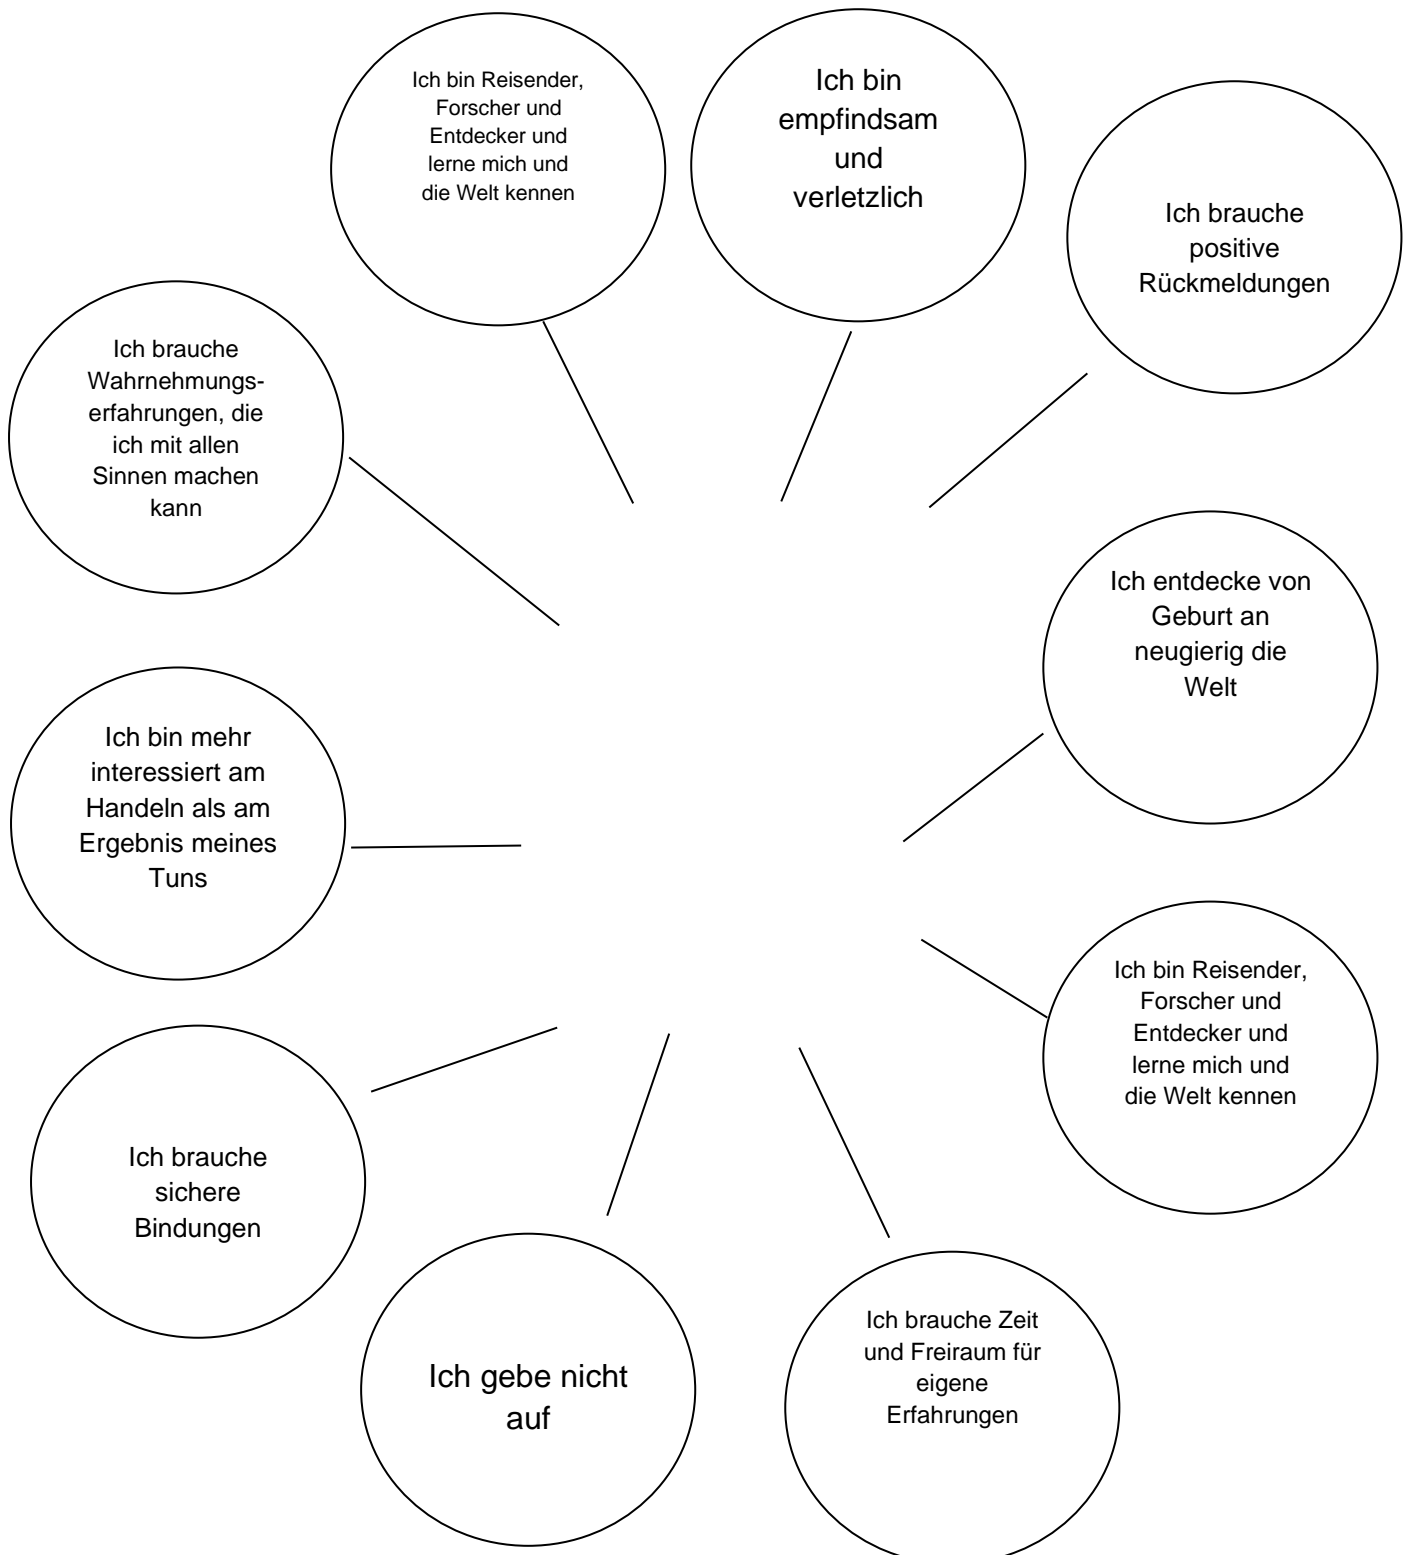 Ich bin Reisender,
Forscher und
Entdecker und
lerne mich und
die Welt kennen
Ich bin
empfindsam
und
verletzlich
Ich brauche
positive
Rückmeldungen
Ich brauche
Wahrnehmungs-
erfahrungen, die
ich mit allen
Sinnen machen
kann
Ich entdecke von
Geburt an
neugierig die
Welt
Ich bin mehr
interessiert am
Handeln als am
Ergebnis meines
Tuns
Ich bin Reisender,
Forscher und
Entdecker und
lerne mich und
die Welt kennen
Ich brauche
sichere
Bindungen
Ich gebe nicht
auf
Ich brauche Zeit
und Freiraum für
eigene
Erfahrungen